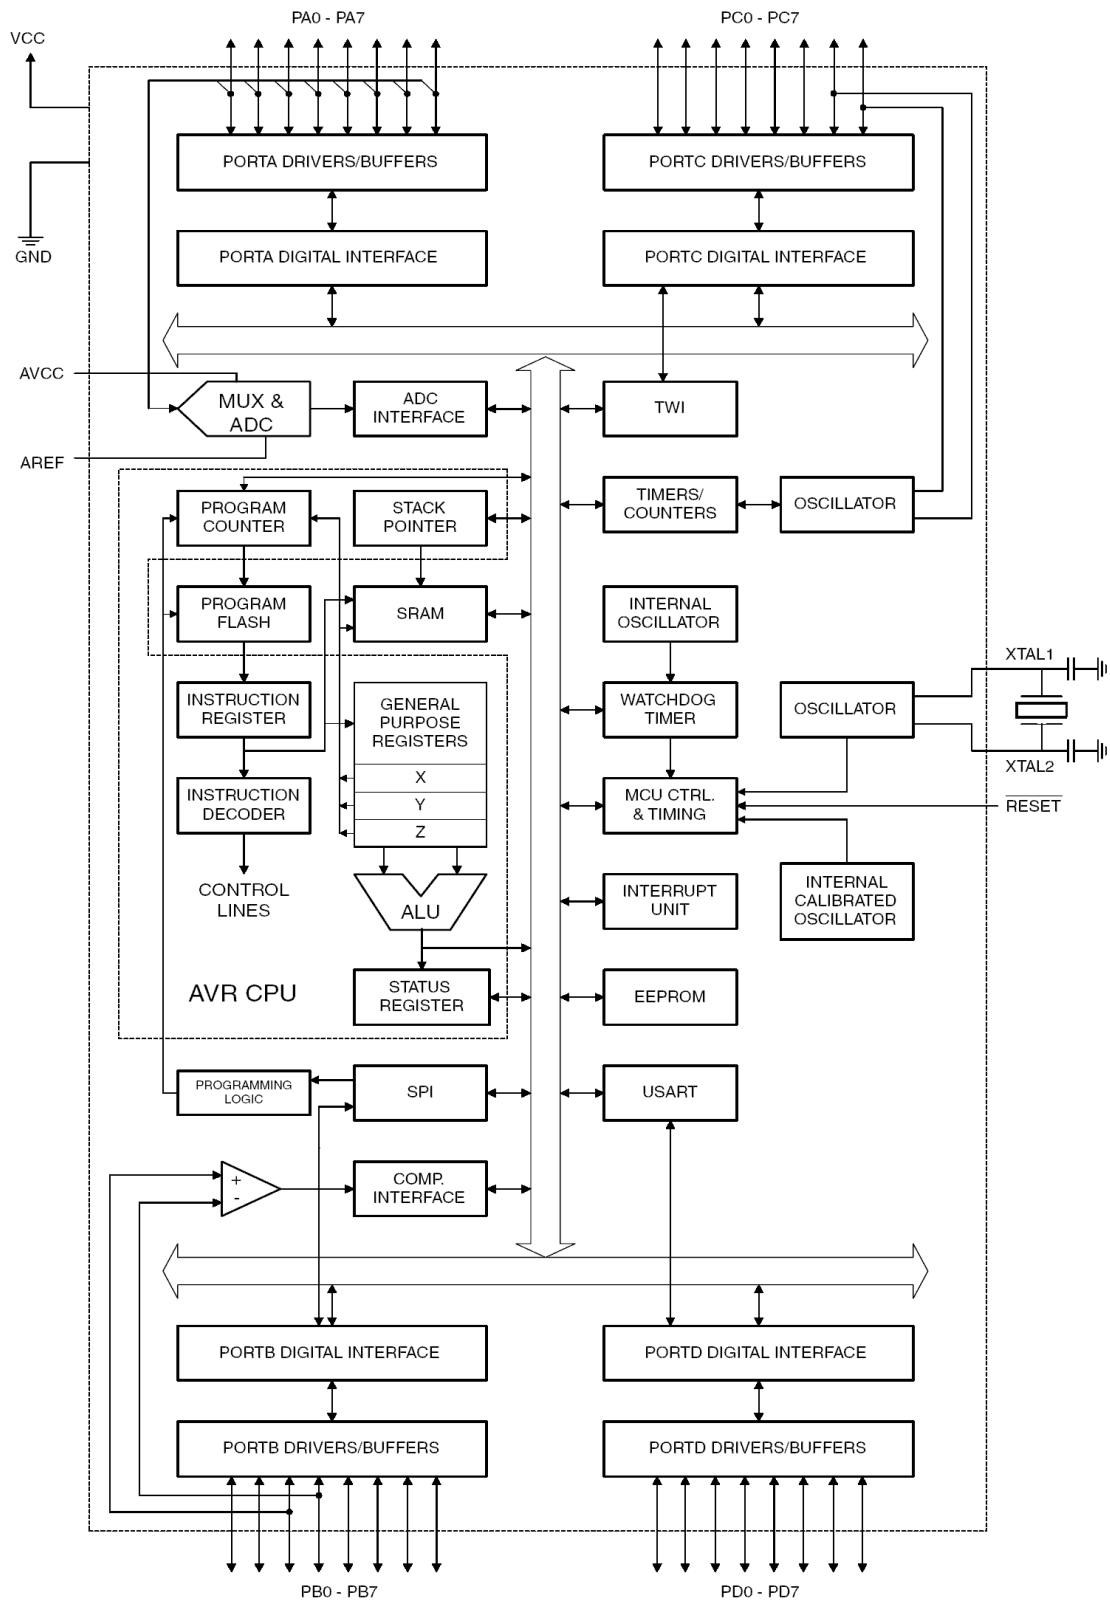 PA0 - PA7
PC0 - PC7
VCC
PORTA DRIVERS/BUFFERS
PORTC DRIVERS/BUFFERS
GND
PORTA DIGITAL INTERFACE
PORTC DIGITAL INTERFACE
AVCC
MUX &
ADC
ADC
INTERFACE
TWI
AREF
PROGRAM
COUNTER
STACK
POINTER
TIMERS/
COUNTERS
OSCILLATOR
PROGRAM
FLASH
SRAM
INTERNAL
OSCILLATOR
XTAL1
INSTRUCTION
REGISTER
GENERAL
PURPOSE
REGISTERS
WATCHDOG
TIMER
OSCILLATOR
XTAL2
X
Y
Z
INSTRUCTION
DECODER
MCU CTRL.
& TIMING
RESET
CONTROL
LINES
ALU
INTERRUPT
UNIT
INTERNAL
CALIBRATED
OSCILLATOR
AVR CPU
STATUS
REGISTER
EEPROM
PROGRAMMING
LOGIC
SPI
USART
+
-
COMP.
INTERFACE
PORTB DIGITAL INTERFACE
PORTD DIGITAL INTERFACE
PORTB DRIVERS/BUFFERS
PORTD DRIVERS/BUFFERS
PB0 - PB7
PD0 - PD7